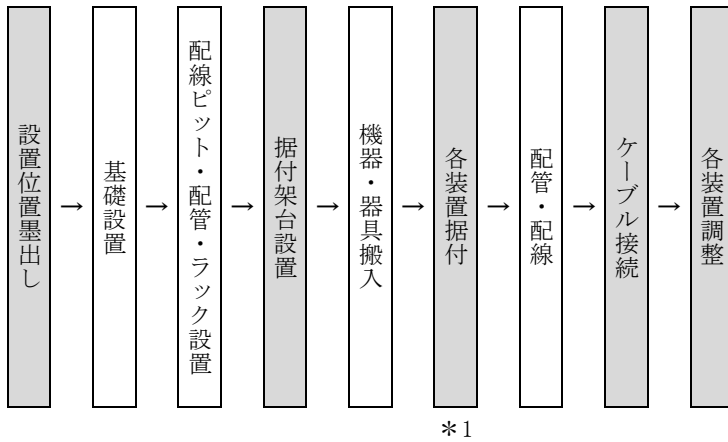 設置位置墨出し
→
基礎設置
→
配線ピット・配管・ラック設置
→
据付架台設置
→
機器・器具搬入
→
各装置据付
→
配管・配線
→
ケーブル接続
→
各装置調整
＊1